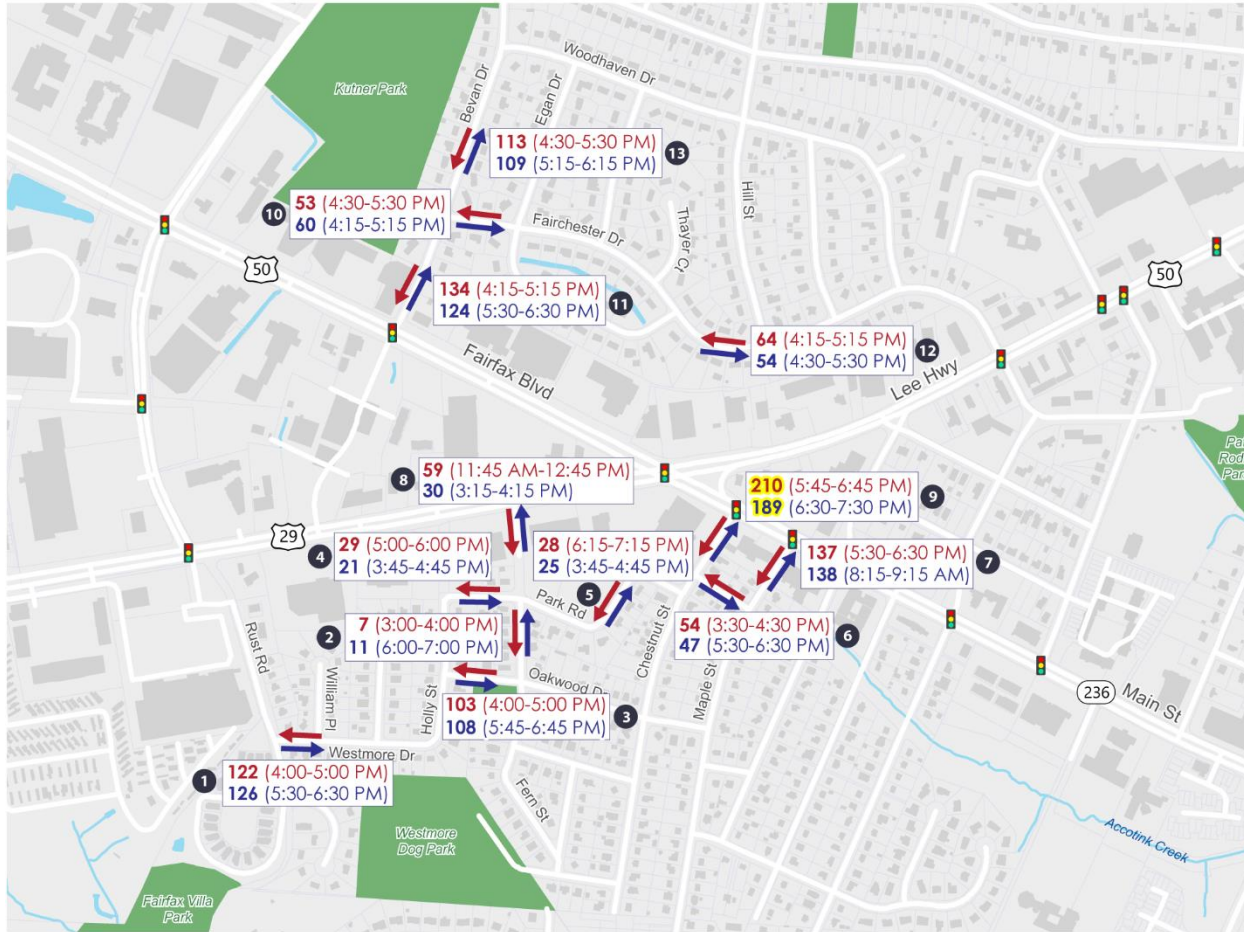 Woodhaven Dr
Bevan Dr
Egan Dr
Kutner Park
113 (4:30-5:30 PM)
109 (5:15-6:15 PM)
13
Hill St
53 (4:30-5:30 PM)
60 (4:15-5:15 PM)
10
Fairchester Dr
Thayer Ct
50
50
134 (4:15-5:15 PM)
124 (5:30-6:30 PM)
11
64 (4:15-5:15 PM)
54 (4:30-5:30 PM)
12
Fairfax Blvd
Lee Hwy
59 (11:45 AM-12:45 PM)
30 (3:15-4:15 PM)
8
210 (5:45-6:45 PM)
189 (6:30-7:30 PM)
9
29
29 (5:00-6:00 PM)
21 (3:45-4:45 PM)
4
28 (6:15-7:15 PM)
25 (3:45-4:45 PM)
5
137 (5:30-6:30 PM)
138 (8:15-9:15 AM)
7
Park Rd
7 (3:00-4:00 PM)
11 (6:00-7:00 PM)
2
54 (3:30-4:30 PM)
47 (5:30-6:30 PM)
6
Rust Rd
William Pl
Holly St
Oakwood Dr
Chestnut St
Maple St
236
Main St
103 (4:00-5:00 PM)
108 (5:45-6:45 PM)
3
Westmore Dr
122 (4:00-5:00 PM)
126 (5:30-6:30 PM)
1
Fern St
Westmore
Dog Park
Accotink Creek
Fairfax Villa
Park